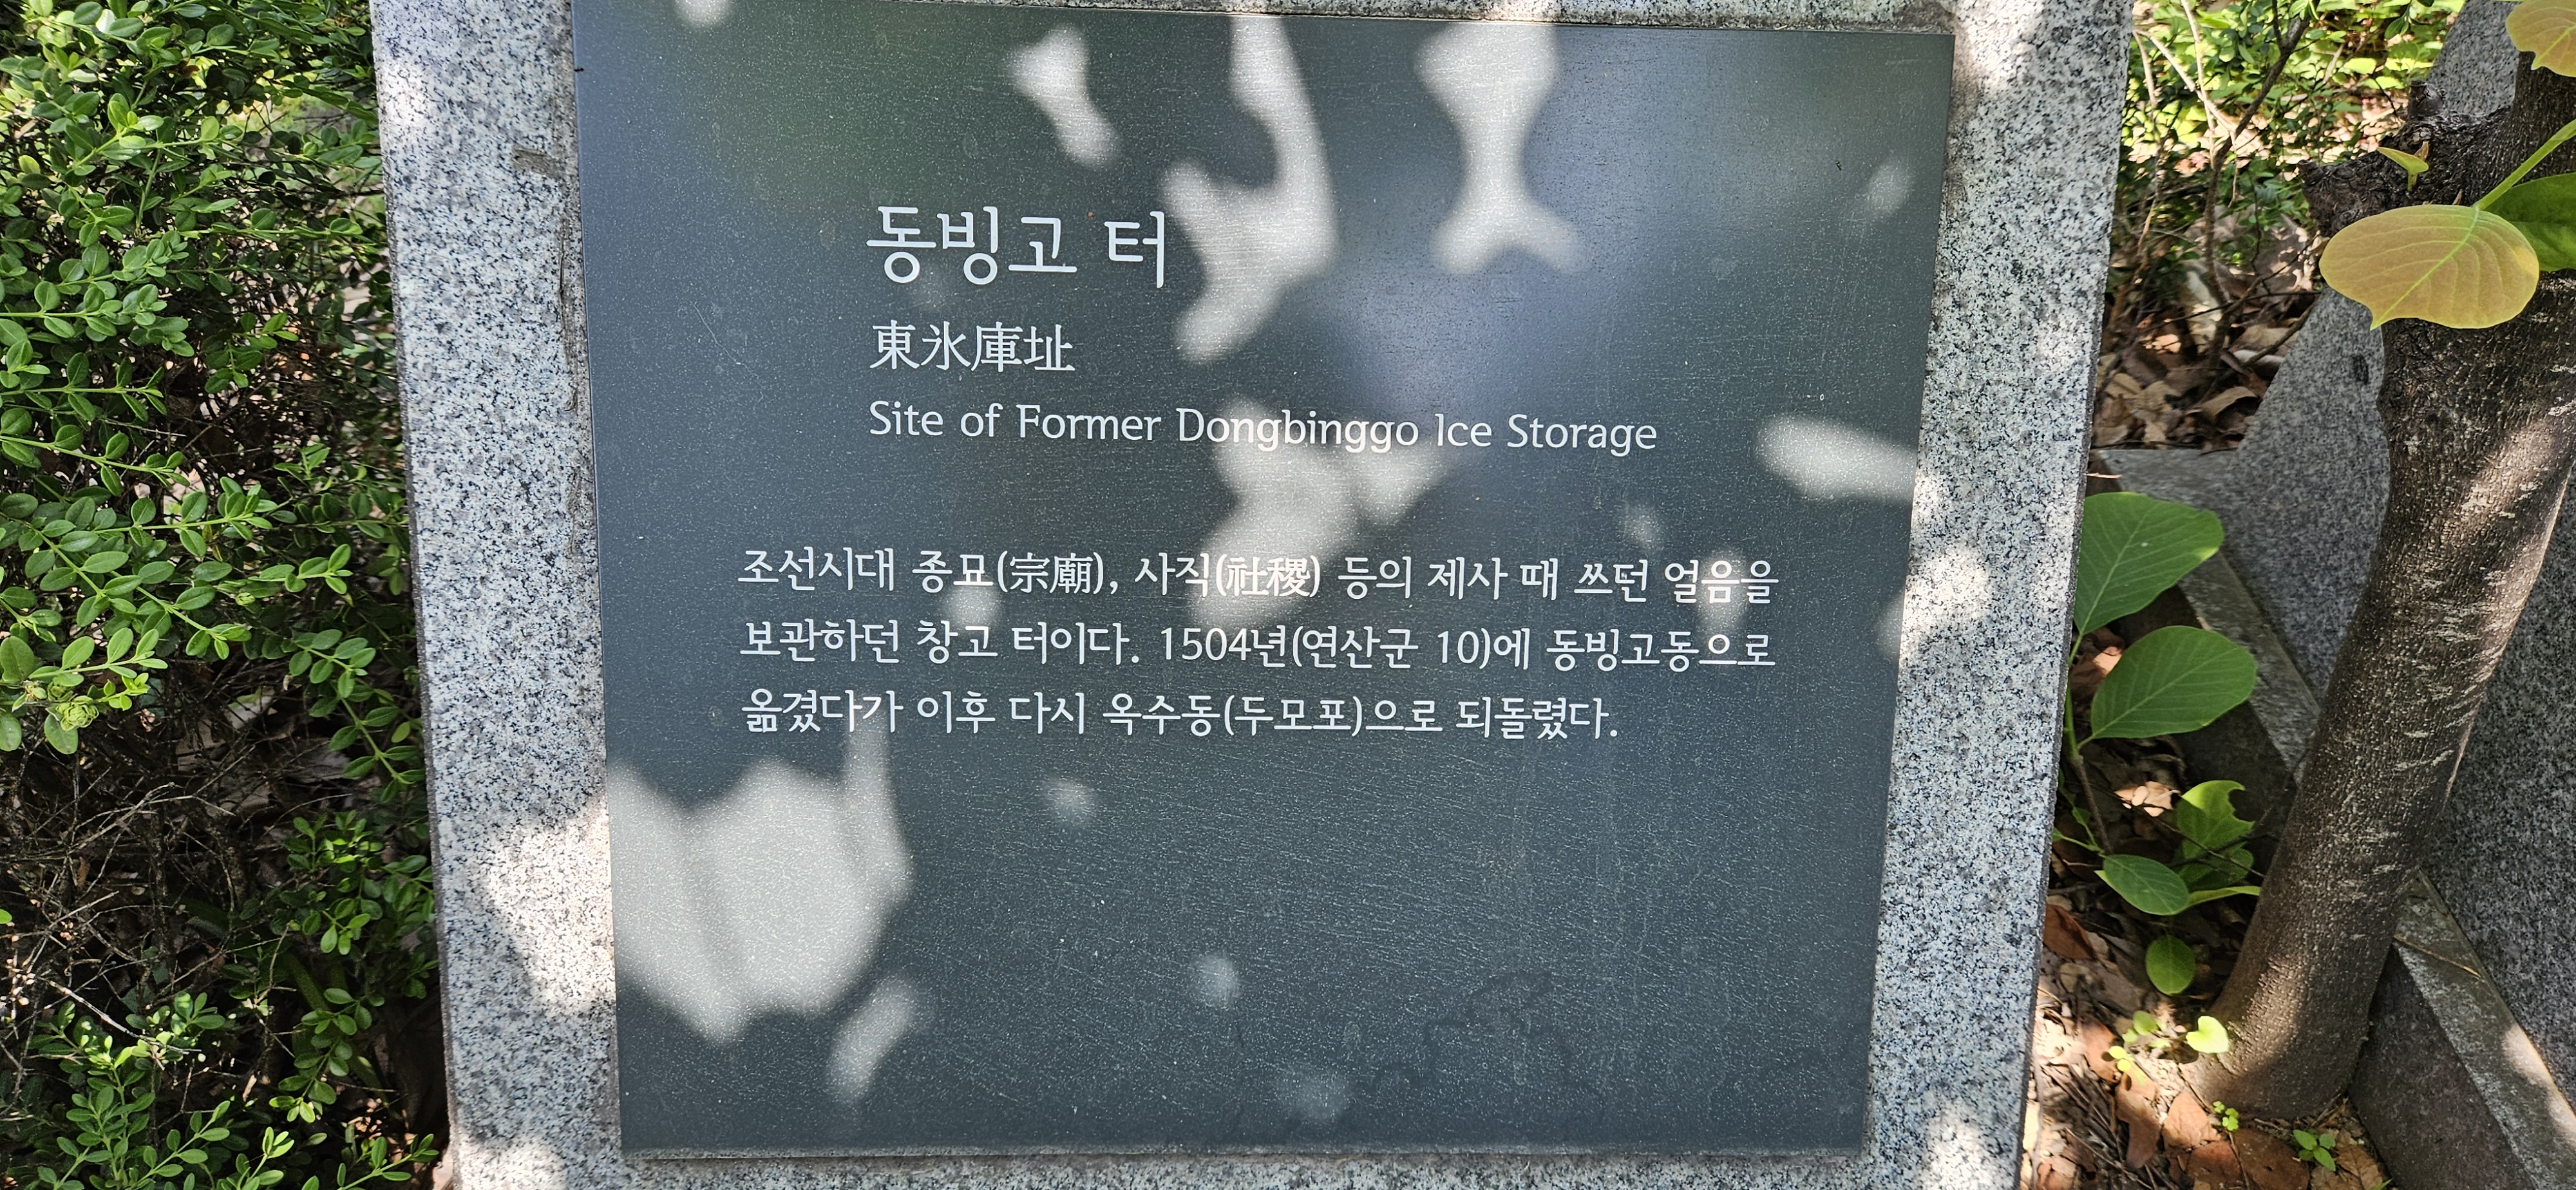 동빙고 터
東氷庫址
Site of Former Dongbinggo Ice Storage
조선시대 종묘(宗廟), 사직(社稷) 등의 제사 때 쓰던 얼음을
보관하던 창고 터이다. 1504년(연산군 10)에 동빙고동으로
옮겼다가 이후 다시 옥수동(두모포)으로 되돌렸다.